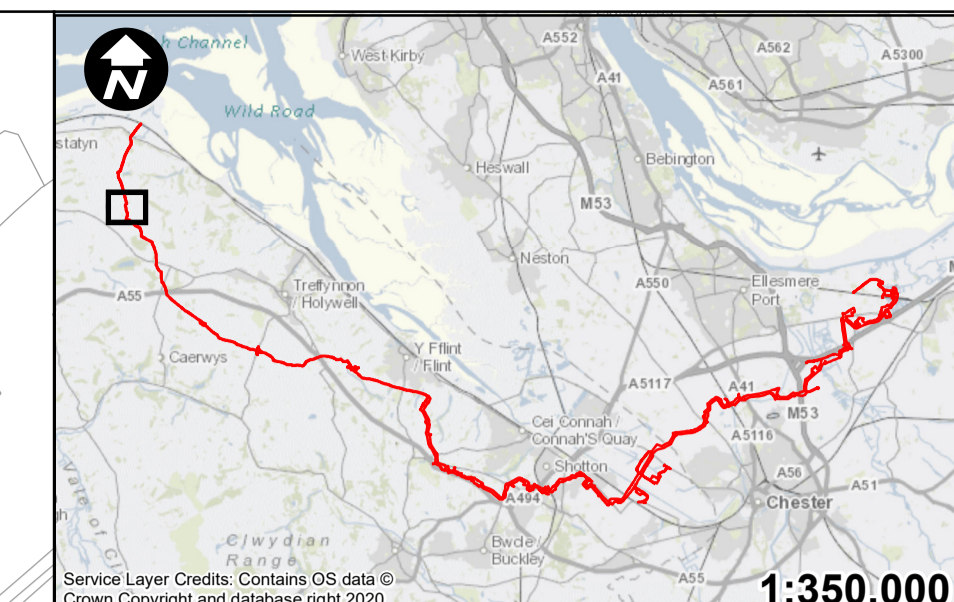 h Channel
West Kirby
A552
A562
A5300
A41
A561
Wild Road
N
statyn
Heswall
Bebington
M53
Neston
A550
Ellesmere
Port
Treffynnon
/ Holywell
A55
Caerwys
Y Fflint
/ Flint
A5117
A41
M53
Cei Connah /
Connah'S Quay
A5116
Shotton
A56
A51
A494
Chester
Clwydian
Range
Bwcle /
Buckley
A55
Service Layer Credits: Contains OS data ©
Crown Copyright and database right 2020
1:350,000